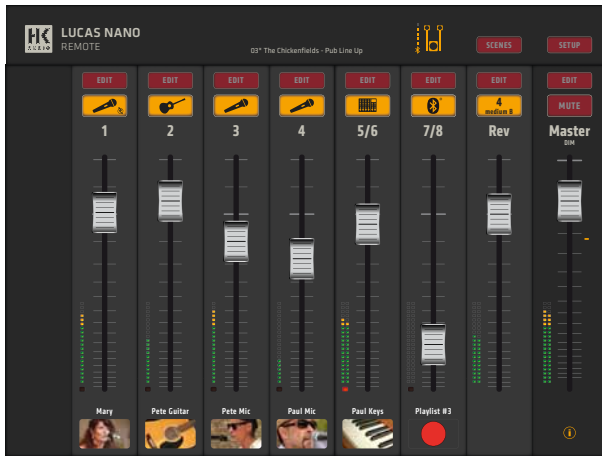 HK
AUDIO
LUCAS NANO
REMOTE
03* The Chickenfields - Pub Line Up
SCENES
SETUP
EDIT EDIT EDIT EDIT EDIT EDIT EDIT EDIT
4
medium B
MUTE
1 2 3 4 5/6 7/8 Rev Master
DIM
Mary Pete Guitar Pete Mic Paul Mic Paul Keys Playlist #3
i